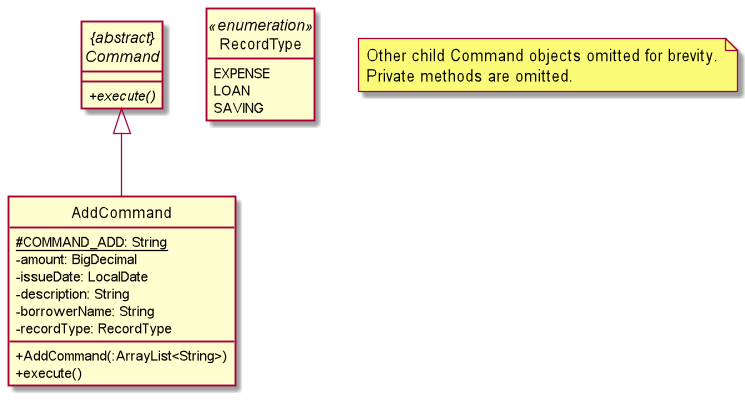 {abstract}
Command
+execute()
«enumeration»
RecordType
EXPENSE
LOAN
SAVING
Other child Command objects omitted for brevity.
Private methods are omitted.
AddCommand
#COMMAND_ADD: String
-amount: BigDecimal
-issueDate: LocalDate
-description: String
-borrowerName: String
-recordType: RecordType
+AddCommand(:ArrayList<String>)
+execute()